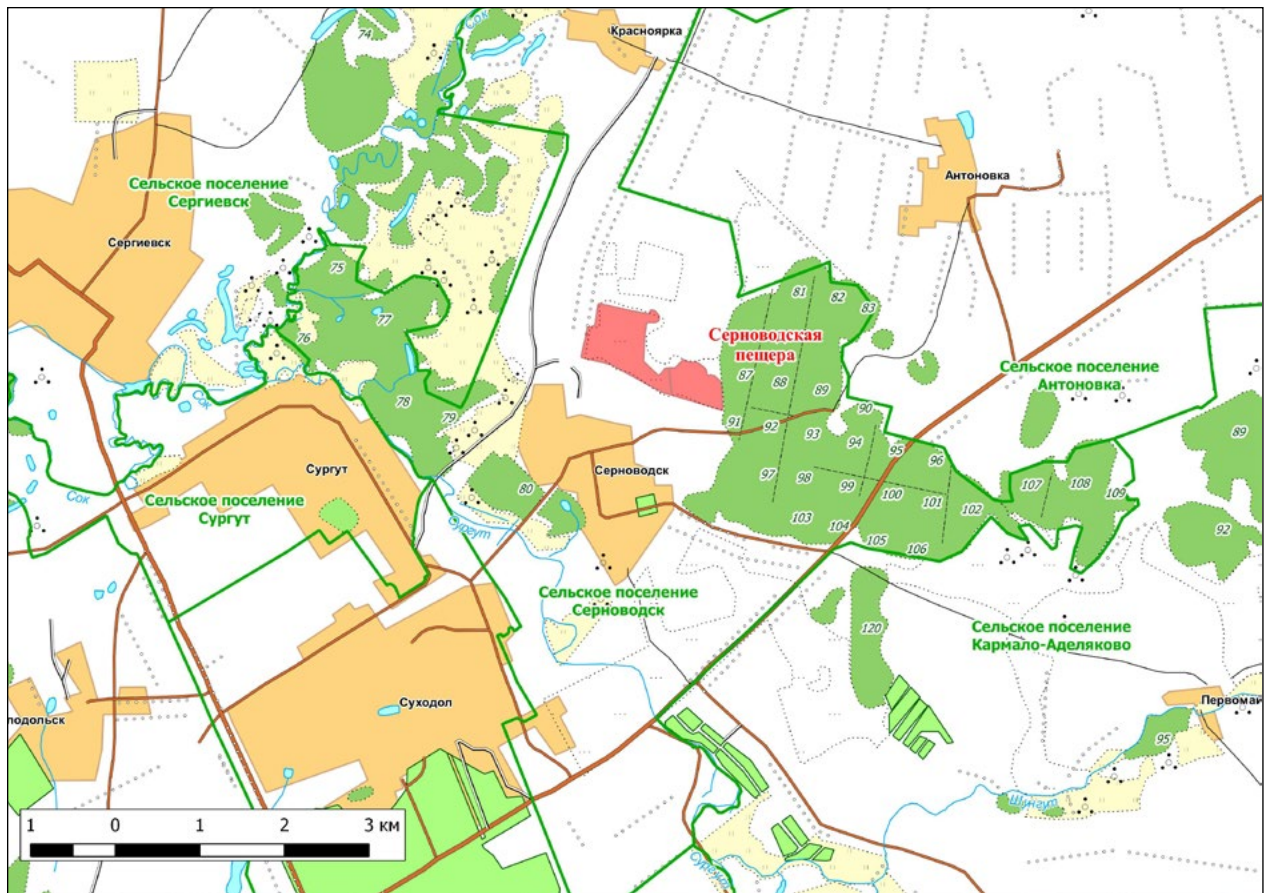 74
Сок
Красноярка
Антоновка
Сельское поселение
Сергиевск
Сергиевск
75
77
76
81
82
83
Серноводская
пещера
87
88
89
90
Сельское поселение
Антоновка
Сок
78
79
91
92
93
94
95
96
89
Сургут
Серноводск
97
98
99
100
101
102
107
108
109
80
Сок
Сельское поселение
Сургут
Сургут
103
104
105
106
92
Сельское поселение
Серноводск
120
Сельское поселение
Кармало-Аделяково
Суходол
лодольск
Первомай
95
Шунгут
1 0 1 2 3 км
Сургут